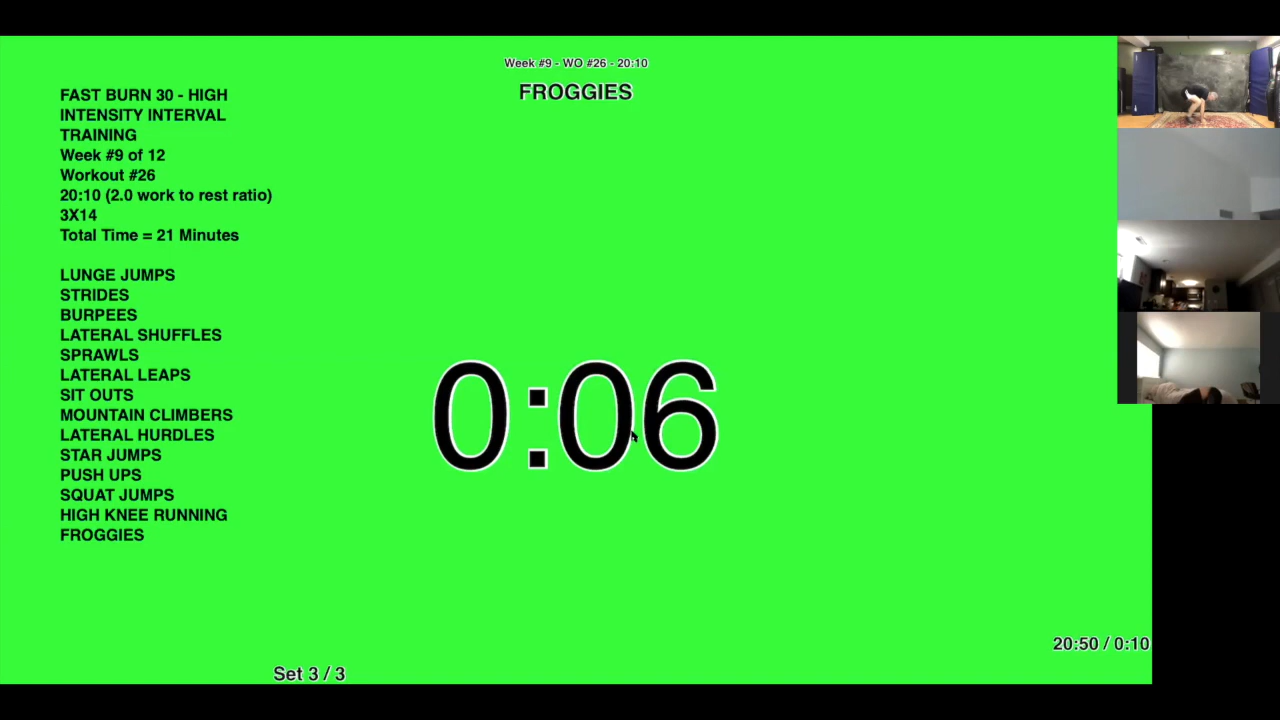 Week #9 - WO #26 - 20:10
FROGGIES
FAST BURN 30 - HIGH
INTENSITY INTERVAL
TRAINING
Week #9 of 12
Workout #26
20:10 (2.0 work to rest ratio)
3X14
Total Time = 21 Minutes
LUNGE JUMPS
STRIDES
BURPEES
LATERAL SHUFFLES
SPRAWLS
LATERAL LEAPS
SIT OUTS
MOUNTAIN CLIMBERS
LATERAL HURDLES
STAR JUMPS
PUSH UPS
SQUAT JUMPS
HIGH KNEE RUNNING
FROGGIES
0:06
20:50 / 0:10
Set 3 / 3